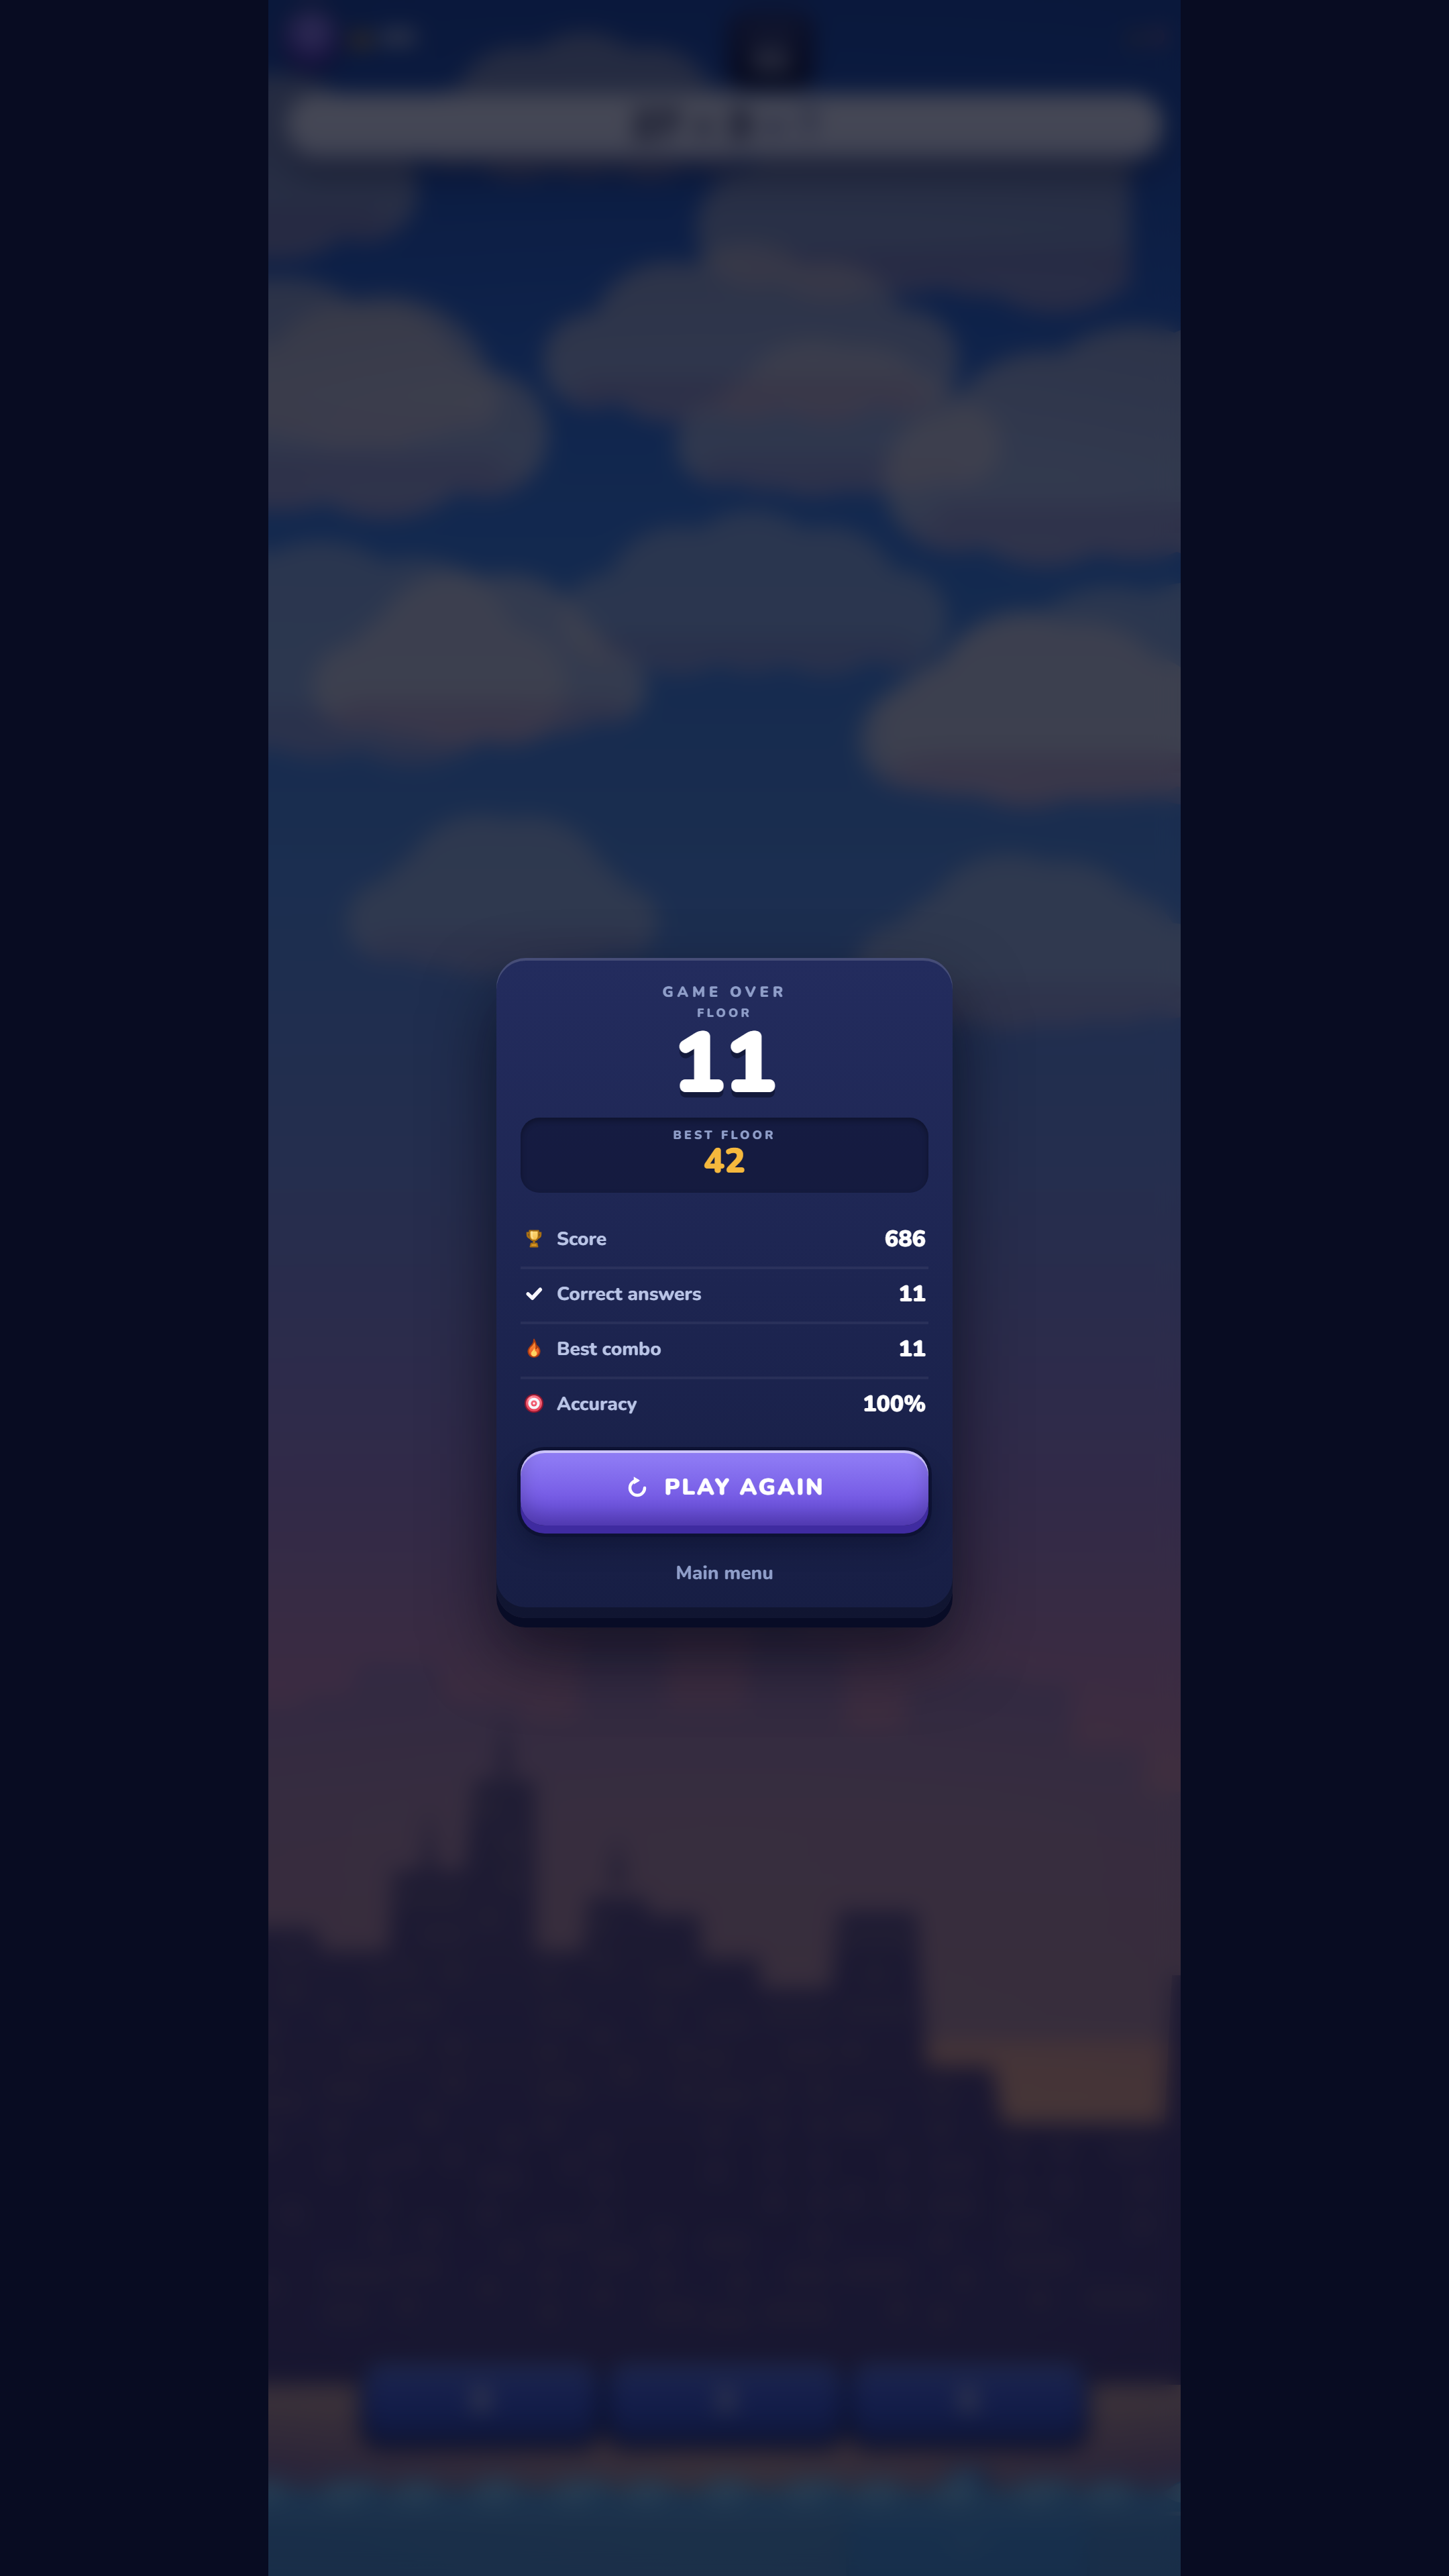 GAME OVER
FLOOR
11
BEST FLOOR
42
Score 686
Correct answers 11
Best combo 11
Accuracy 100%
PLAY AGAIN
Main menu